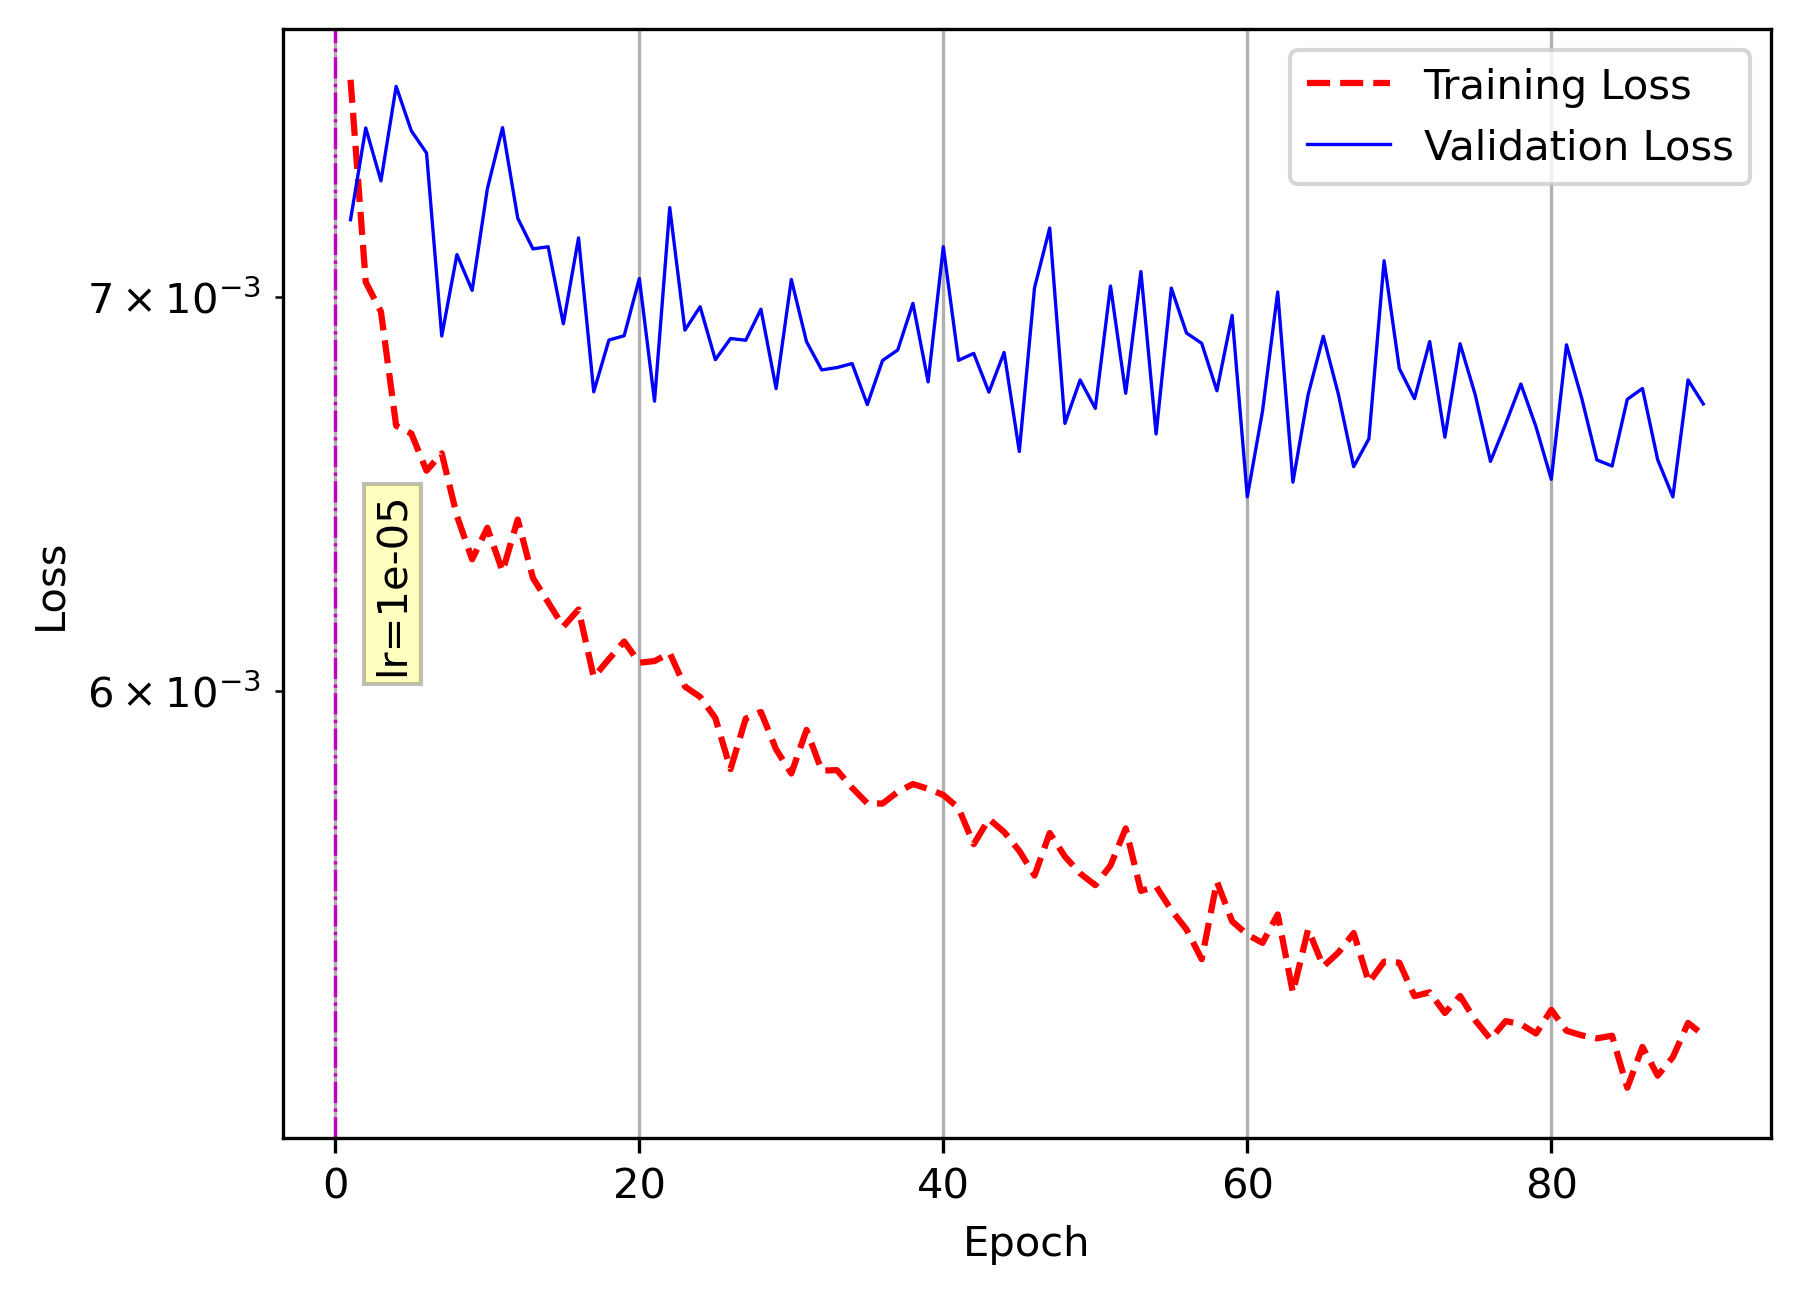 Training Loss
Validation Loss
7 × 10⁻³
6 × 10⁻³
Loss
lr=1e-05
0 20 40 60 80
Epoch